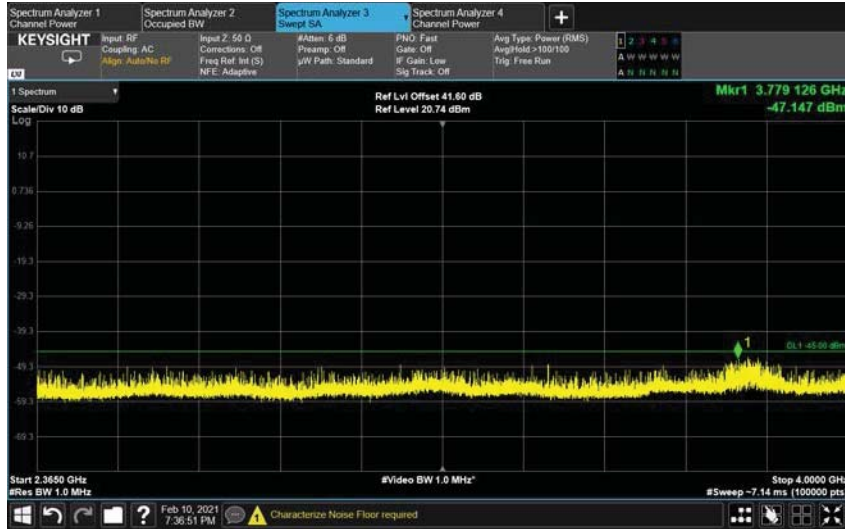 Spectrum Analyzer 1
Channel Power
Spectrum Analyzer 2
Occupied BW
Spectrum Analyzer 3
Swept SA
Spectrum Analyzer 4
Channel Power
KEYSIGHT
Input: RF
Coupling: AC
Align: Auto/No RF
Input Z: 50 Ω
Corrections: Off
Freq Ref: Int (S)
NFE: Adaptive
#Atten: 6 dB
Preamp: Off
µW Path: Standard
PNO: Fast
Gate: Off
IF Gain: Low
Sig Track: Off
Avg Type: Power (RMS)
Avg|Hold >100/100
Trig: Free Run
1 2 3 4 5 6
A W W W W W
A N N N N N
1 Spectrum
Scale/Div 10 dB
Log
Ref Lvl Offset 41.60 dB
Ref Level 20.74 dBm
Mkr1 3.779 126 GHz
-47.147 dBm
10.7
0.736
-9.26
-19.3
-29.3
-39.3
1
DL1 -45.00 dBm
-49.3
-59.3
-69.3
Start 2.3650 GHz
#Res BW 1.0 MHz
#Video BW 1.0 MHz*
Stop 4.0000 GHz
#Sweep ~7.14 ms (100000 pts)
Feb 10, 2021
7:36:51 PM
Characterize Noise Floor required